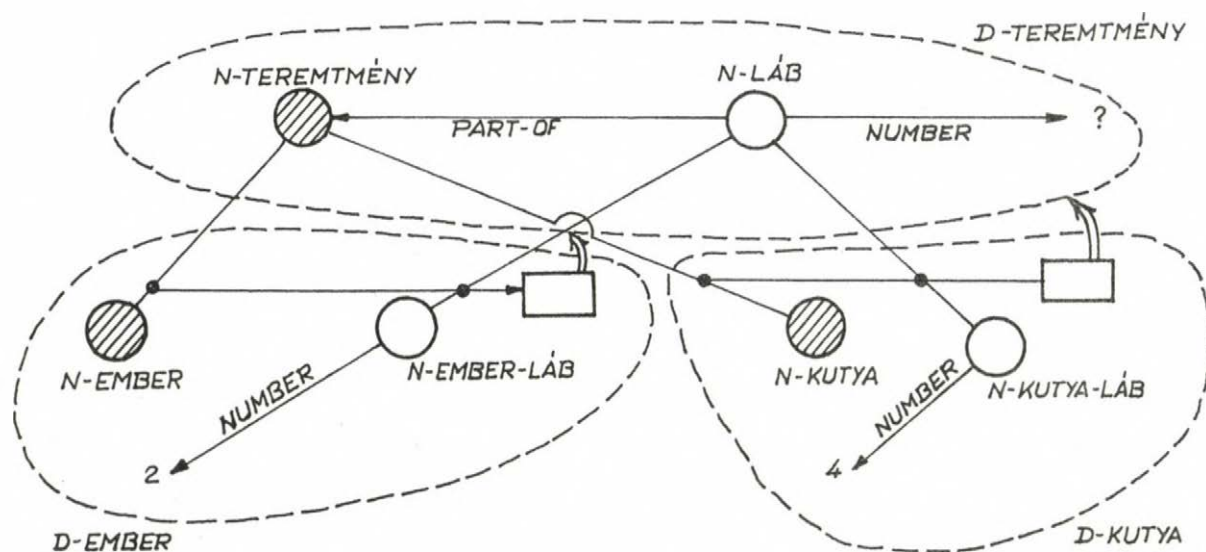 D-TEREMTMÉNY
N-TEREMTMÉNY
N-LÁB
PART-OF
NUMBER
?
N-EMBER
N-EMBER-LÁB
N-KUTYA
N-KUTYA-LÁB
NUMBER
NUMBER
2
4
D-EMBER
D-KUTYA